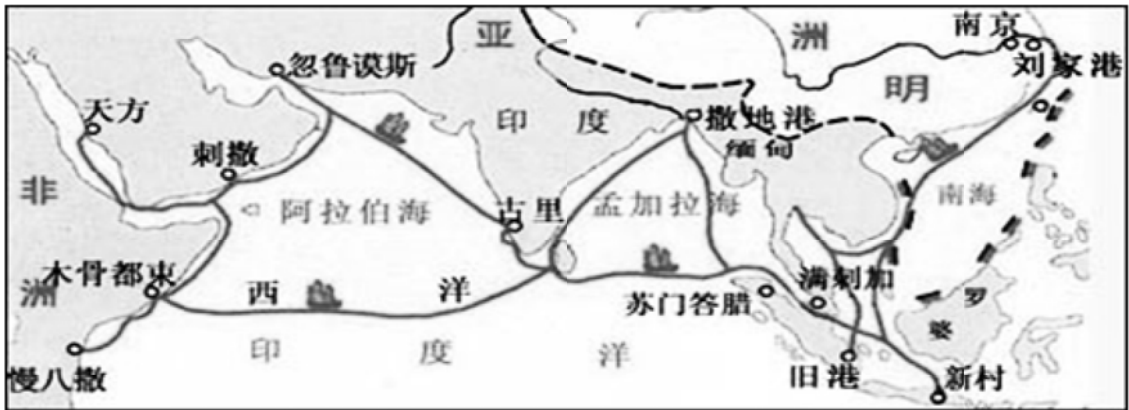 亚 洲
南京
刘家港
忽鲁谟斯
明
天方
印 度
撒地港
缅甸
刺撒
非
洲
阿拉伯海
古里
孟加拉海
南海
木骨都束
西 洋
苏门答腊
满刺加
婆罗
印 度 洋
慢八撒
旧港
新村